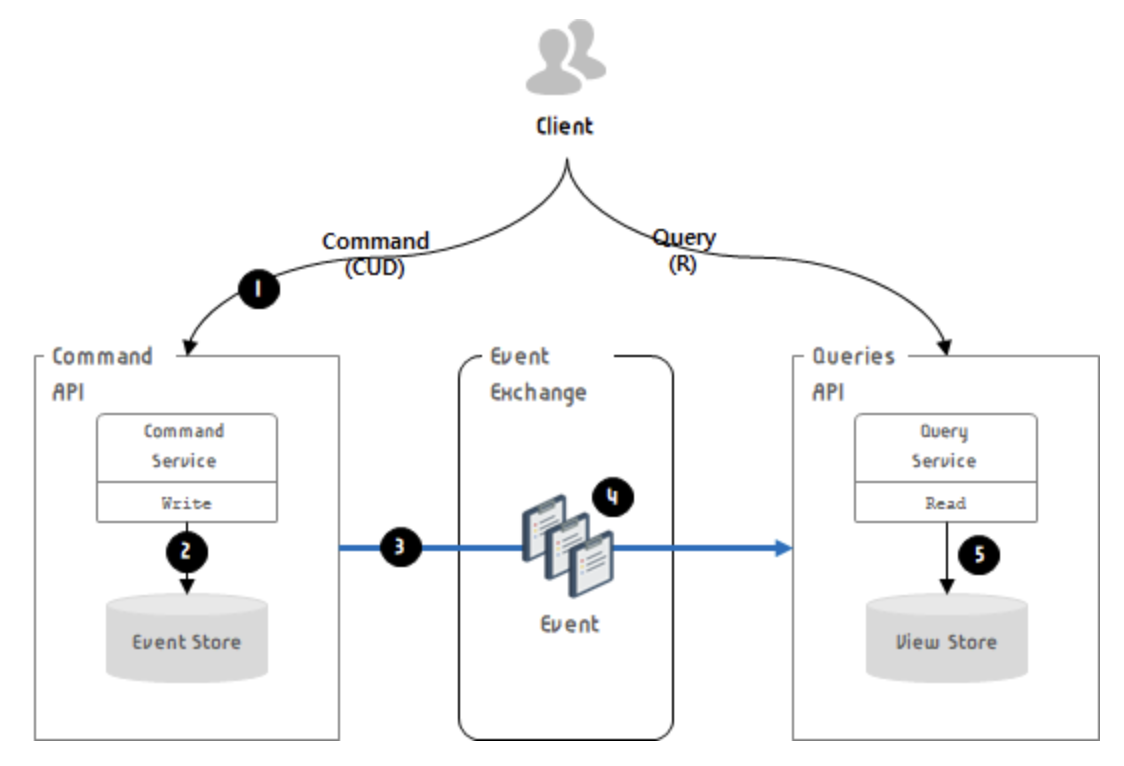 Client
Command
(CUD)
Query
(R)
1
Command
API
Command
Service
Write
2
Event Store
3
Event
Exchange
4
Event
Queries
API
Query
Service
Read
5
View Store